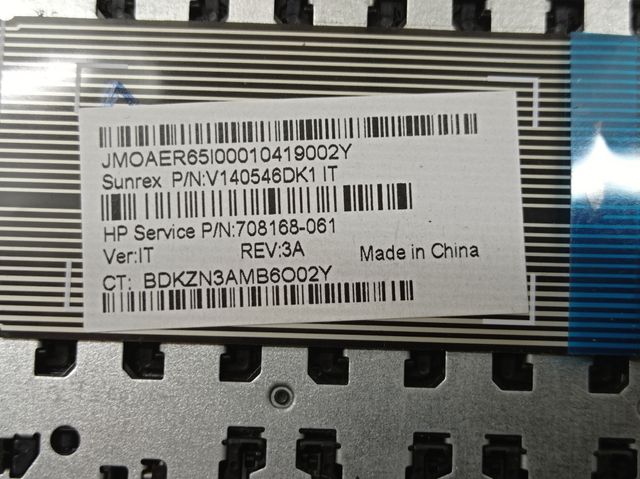 JMOAER65I00010419002Y
Sunrex P/N:V140546DK1 IT
HP Service P/N:708168-061
Ver:IT REV:3A Made in China
CT: BDKZN3AMB6O02Y